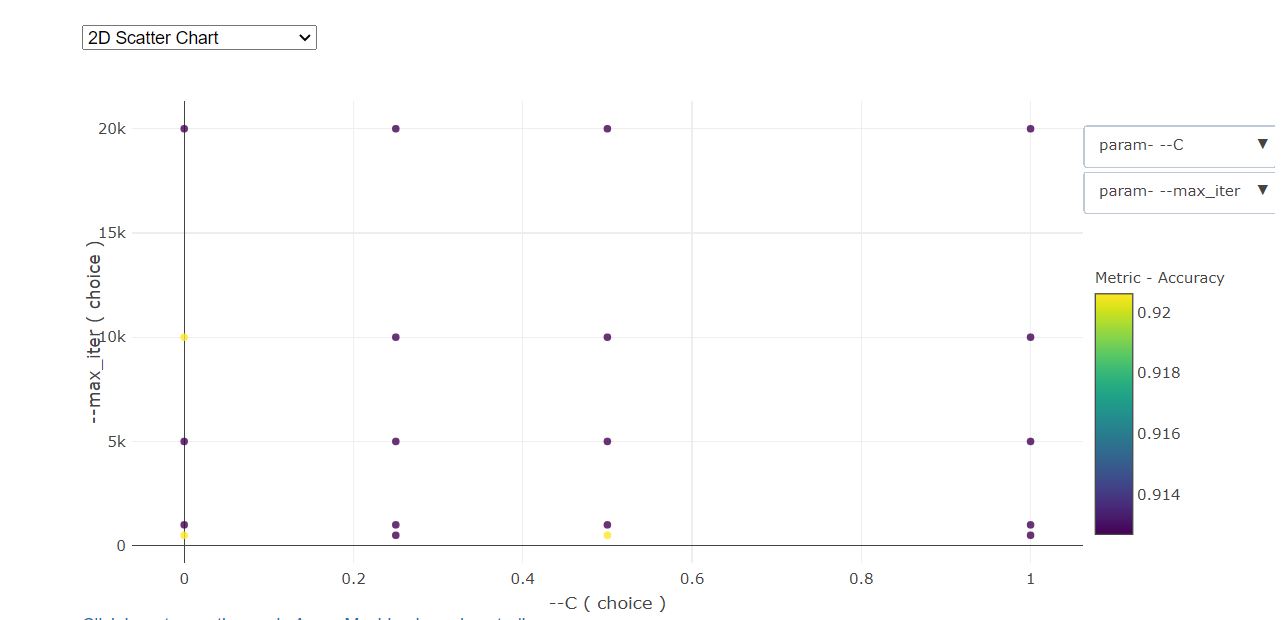 2D Scatter Chart
20k
15k
10k
5k
0
--max_iter ( choice )
0 0.2 0.4 0.6 0.8 1
--C ( choice )
param- --C ▼
param- --max_iter ▼
Metric - Accuracy
0.92
0.918
0.916
0.914